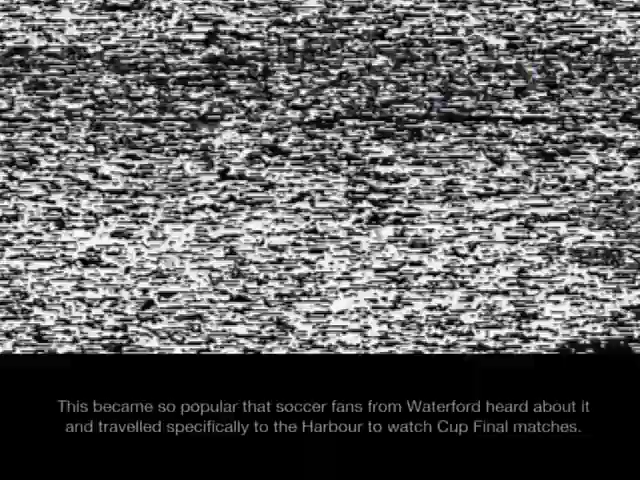 This became so popular that soccer fans from Waterford heard about it
and travelled specifically to the Harbour to watch Cup Final matches.